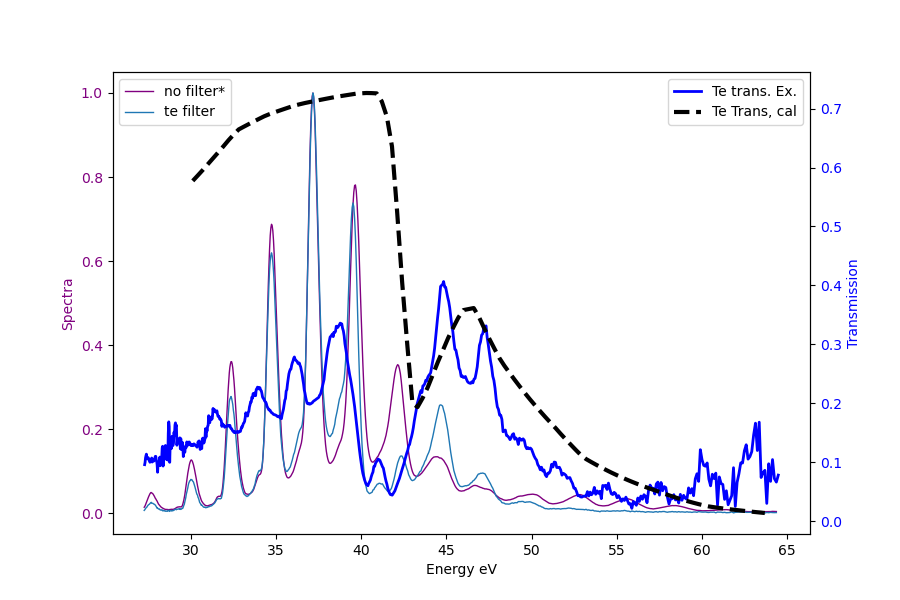 no filter*
te filter
Te trans. Ex.
Te Trans, cal
Spectra
1.0
0.8
0.6
0.4
0.2
0.0
0.7
0.6
0.5
0.4
0.3
0.2
0.1
0.0
Transmission
30 35 40 45 50 55 60 65
Energy eV